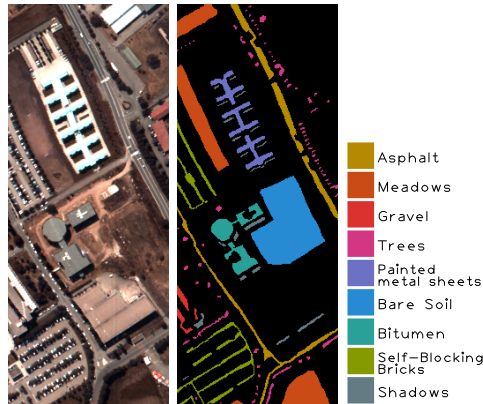 Asphalt
Meadows
Gravel
Trees
Painted
metal sheets
Bare Soil
Bitumen
Self-Blocking
Bricks
Shadows